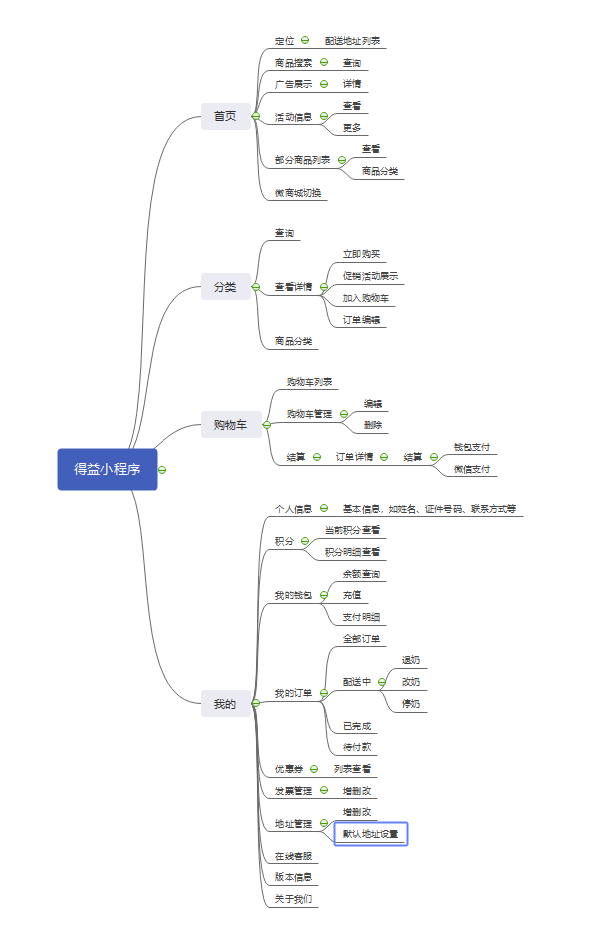 得益小程序
首页
定位
配送地址列表
商品搜索
查询
广告展示
详情
活动信息
查看
更多
部分商品列表
查看
商品分类
微商城切换
分类
查询
查看详情
立即购买
促销活动展示
加入购物车
订单编辑
商品分类
购物车
购物车列表
购物车管理
编辑
删除
结算
订单详情
结算
钱包支付
微信支付
我的
个人信息
基本信息，如姓名、证件号码、联系方式等
积分
当前积分查看
积分明细查看
我的钱包
余额查询
充值
支付明细
我的订单
全部订单
配送中
退奶
改奶
停奶
已完成
待付款
优惠券
列表查看
发票管理
增删改
地址管理
增删改
默认地址设置
在线客服
版本信息
关于我们